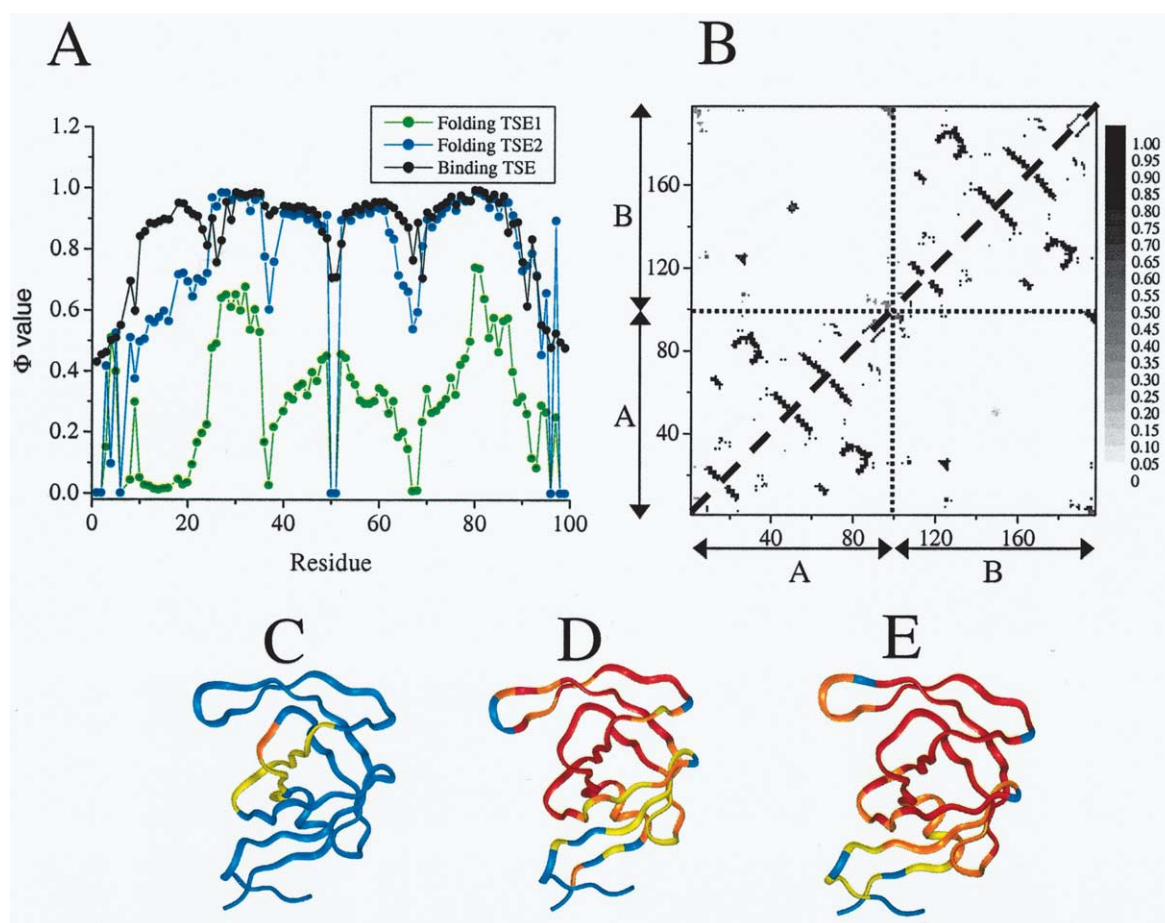 A
B
Folding TSE1
Folding TSE2
Binding TSE
1.2
1.0
0.8
0.6
0.4
0.2
0.0
Φ value
0 20 40 60 80 100
Residue
B
A
160
120
80
40
40 80 120 160
A B
1.00
0.95
0.90
0.85
0.80
0.75
0.70
0.65
0.60
0.55
0.50
0.45
0.40
0.35
0.30
0.25
0.20
0.15
0.10
0.05
0
C D E